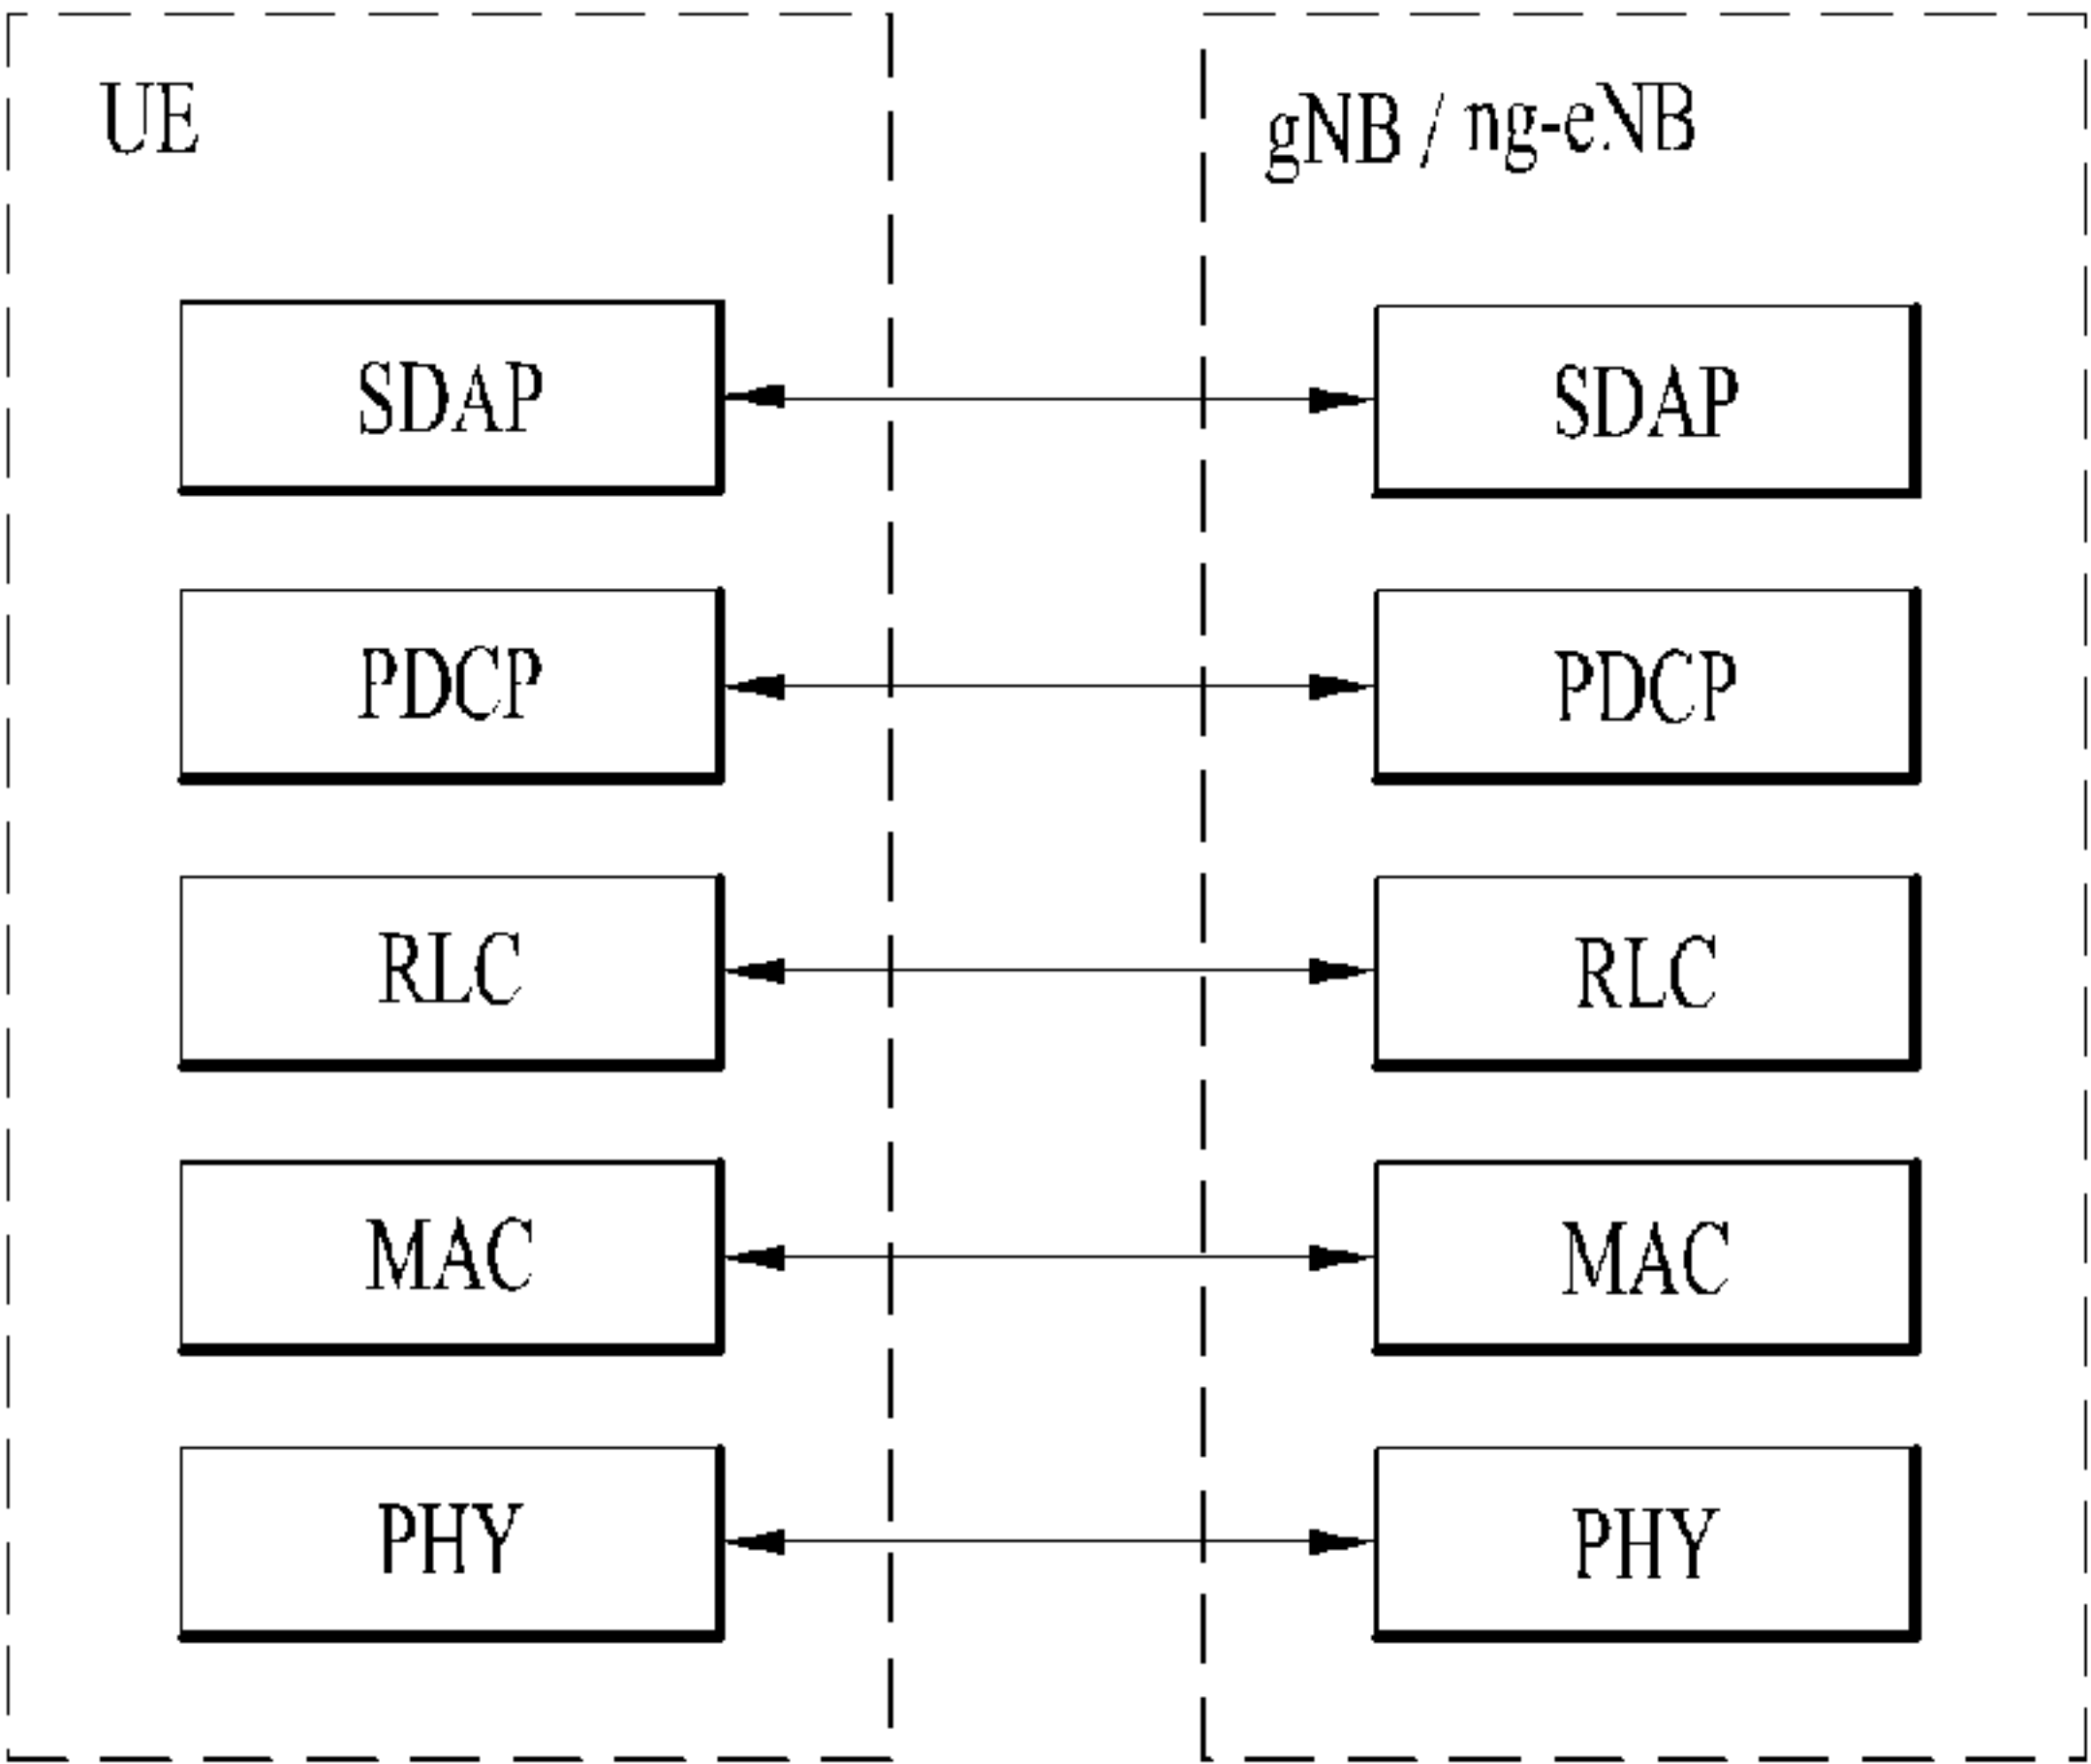 UE
gNB / ng-eNB
SDAP
SDAP
PDCP
PDCP
RLC
RLC
MAC
MAC
PHY
PHY